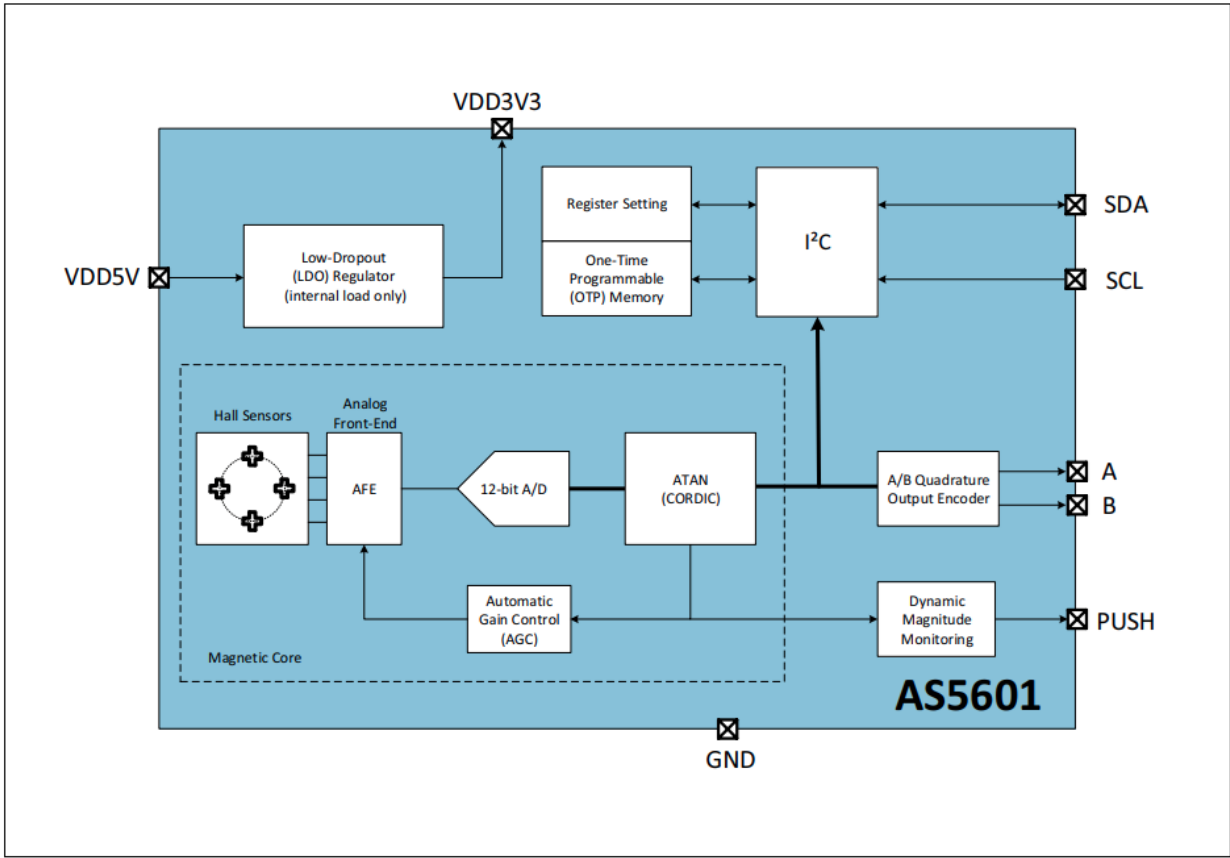 VDD3V3
Register Setting
I²C
SDA
Low-Dropout
(LDO) Regulator
(internal load only)
VDD5V
One-Time
Programmable
(OTP) Memory
SCL
Hall Sensors
Analog
Front-End
AFE
12-bit A/D
ATAN
(CORDIC)
A/B Quadrature
Output Encoder
A
B
Automatic
Gain Control
(AGC)
Dynamic
Magnitude
Monitoring
PUSH
Magnetic Core
AS5601
GND